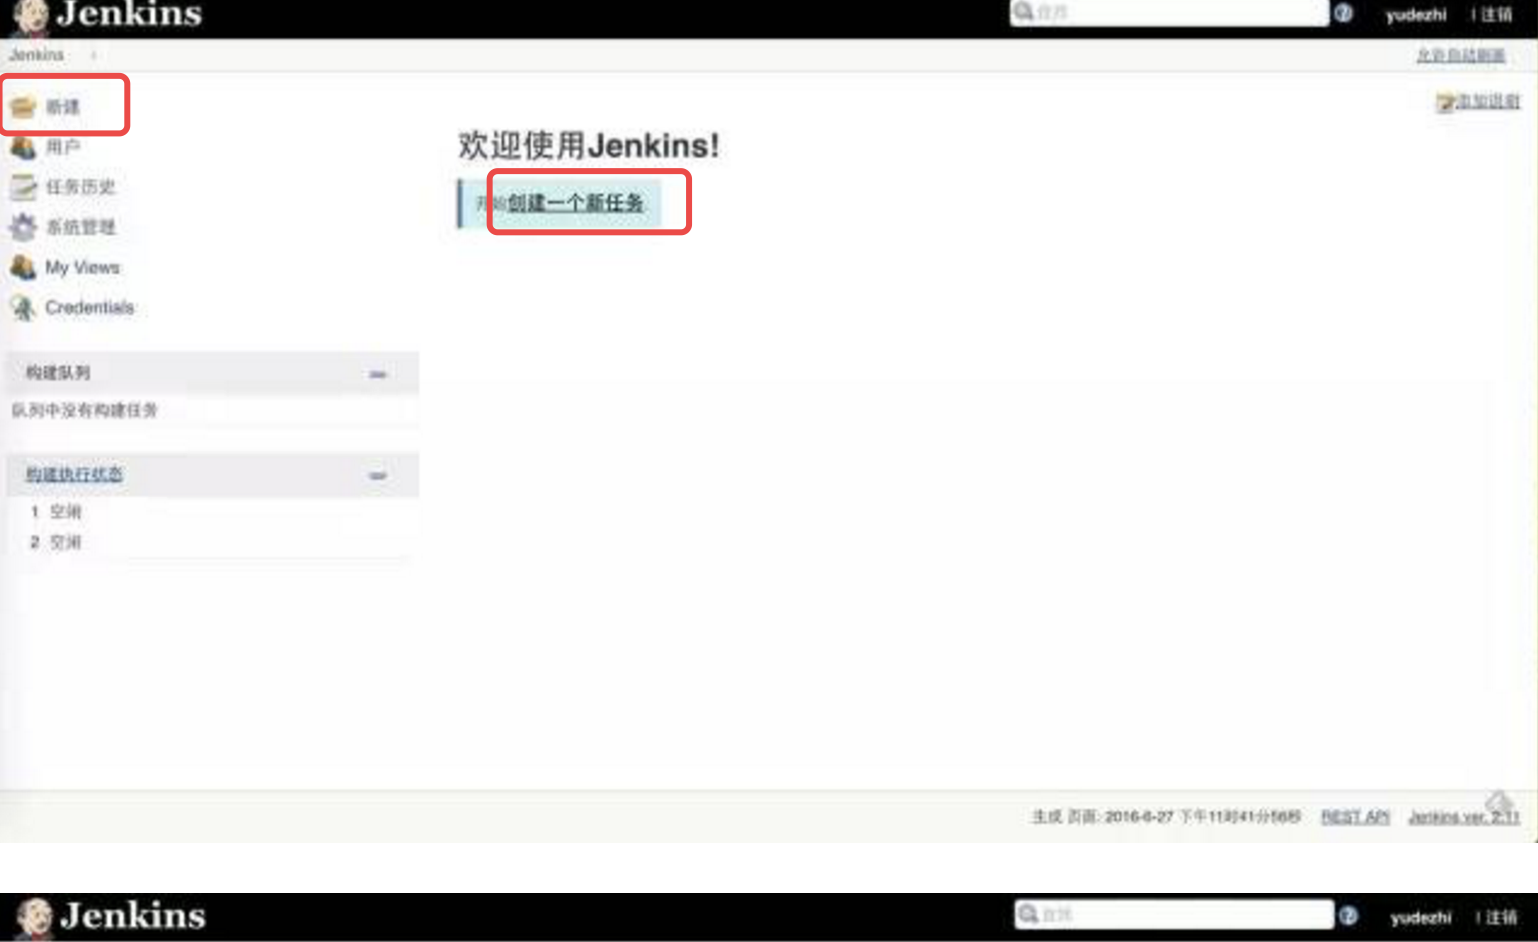 Jenkins
查找
yudezhi | 注销
Jenkins
允许自动刷新
新建
添加说明
用户
欢迎使用Jenkins!
任务历史
开始创建一个新任务.
系统管理
My Views
Credentials
构建队列
队列中没有构建任务
构建执行状态
1 空闲
2 空闲
生成 页面: 2016-6-27 下午11时41分56秒 REST API Jenkins ver. 2.11
Jenkins
查找
yudezhi | 注销